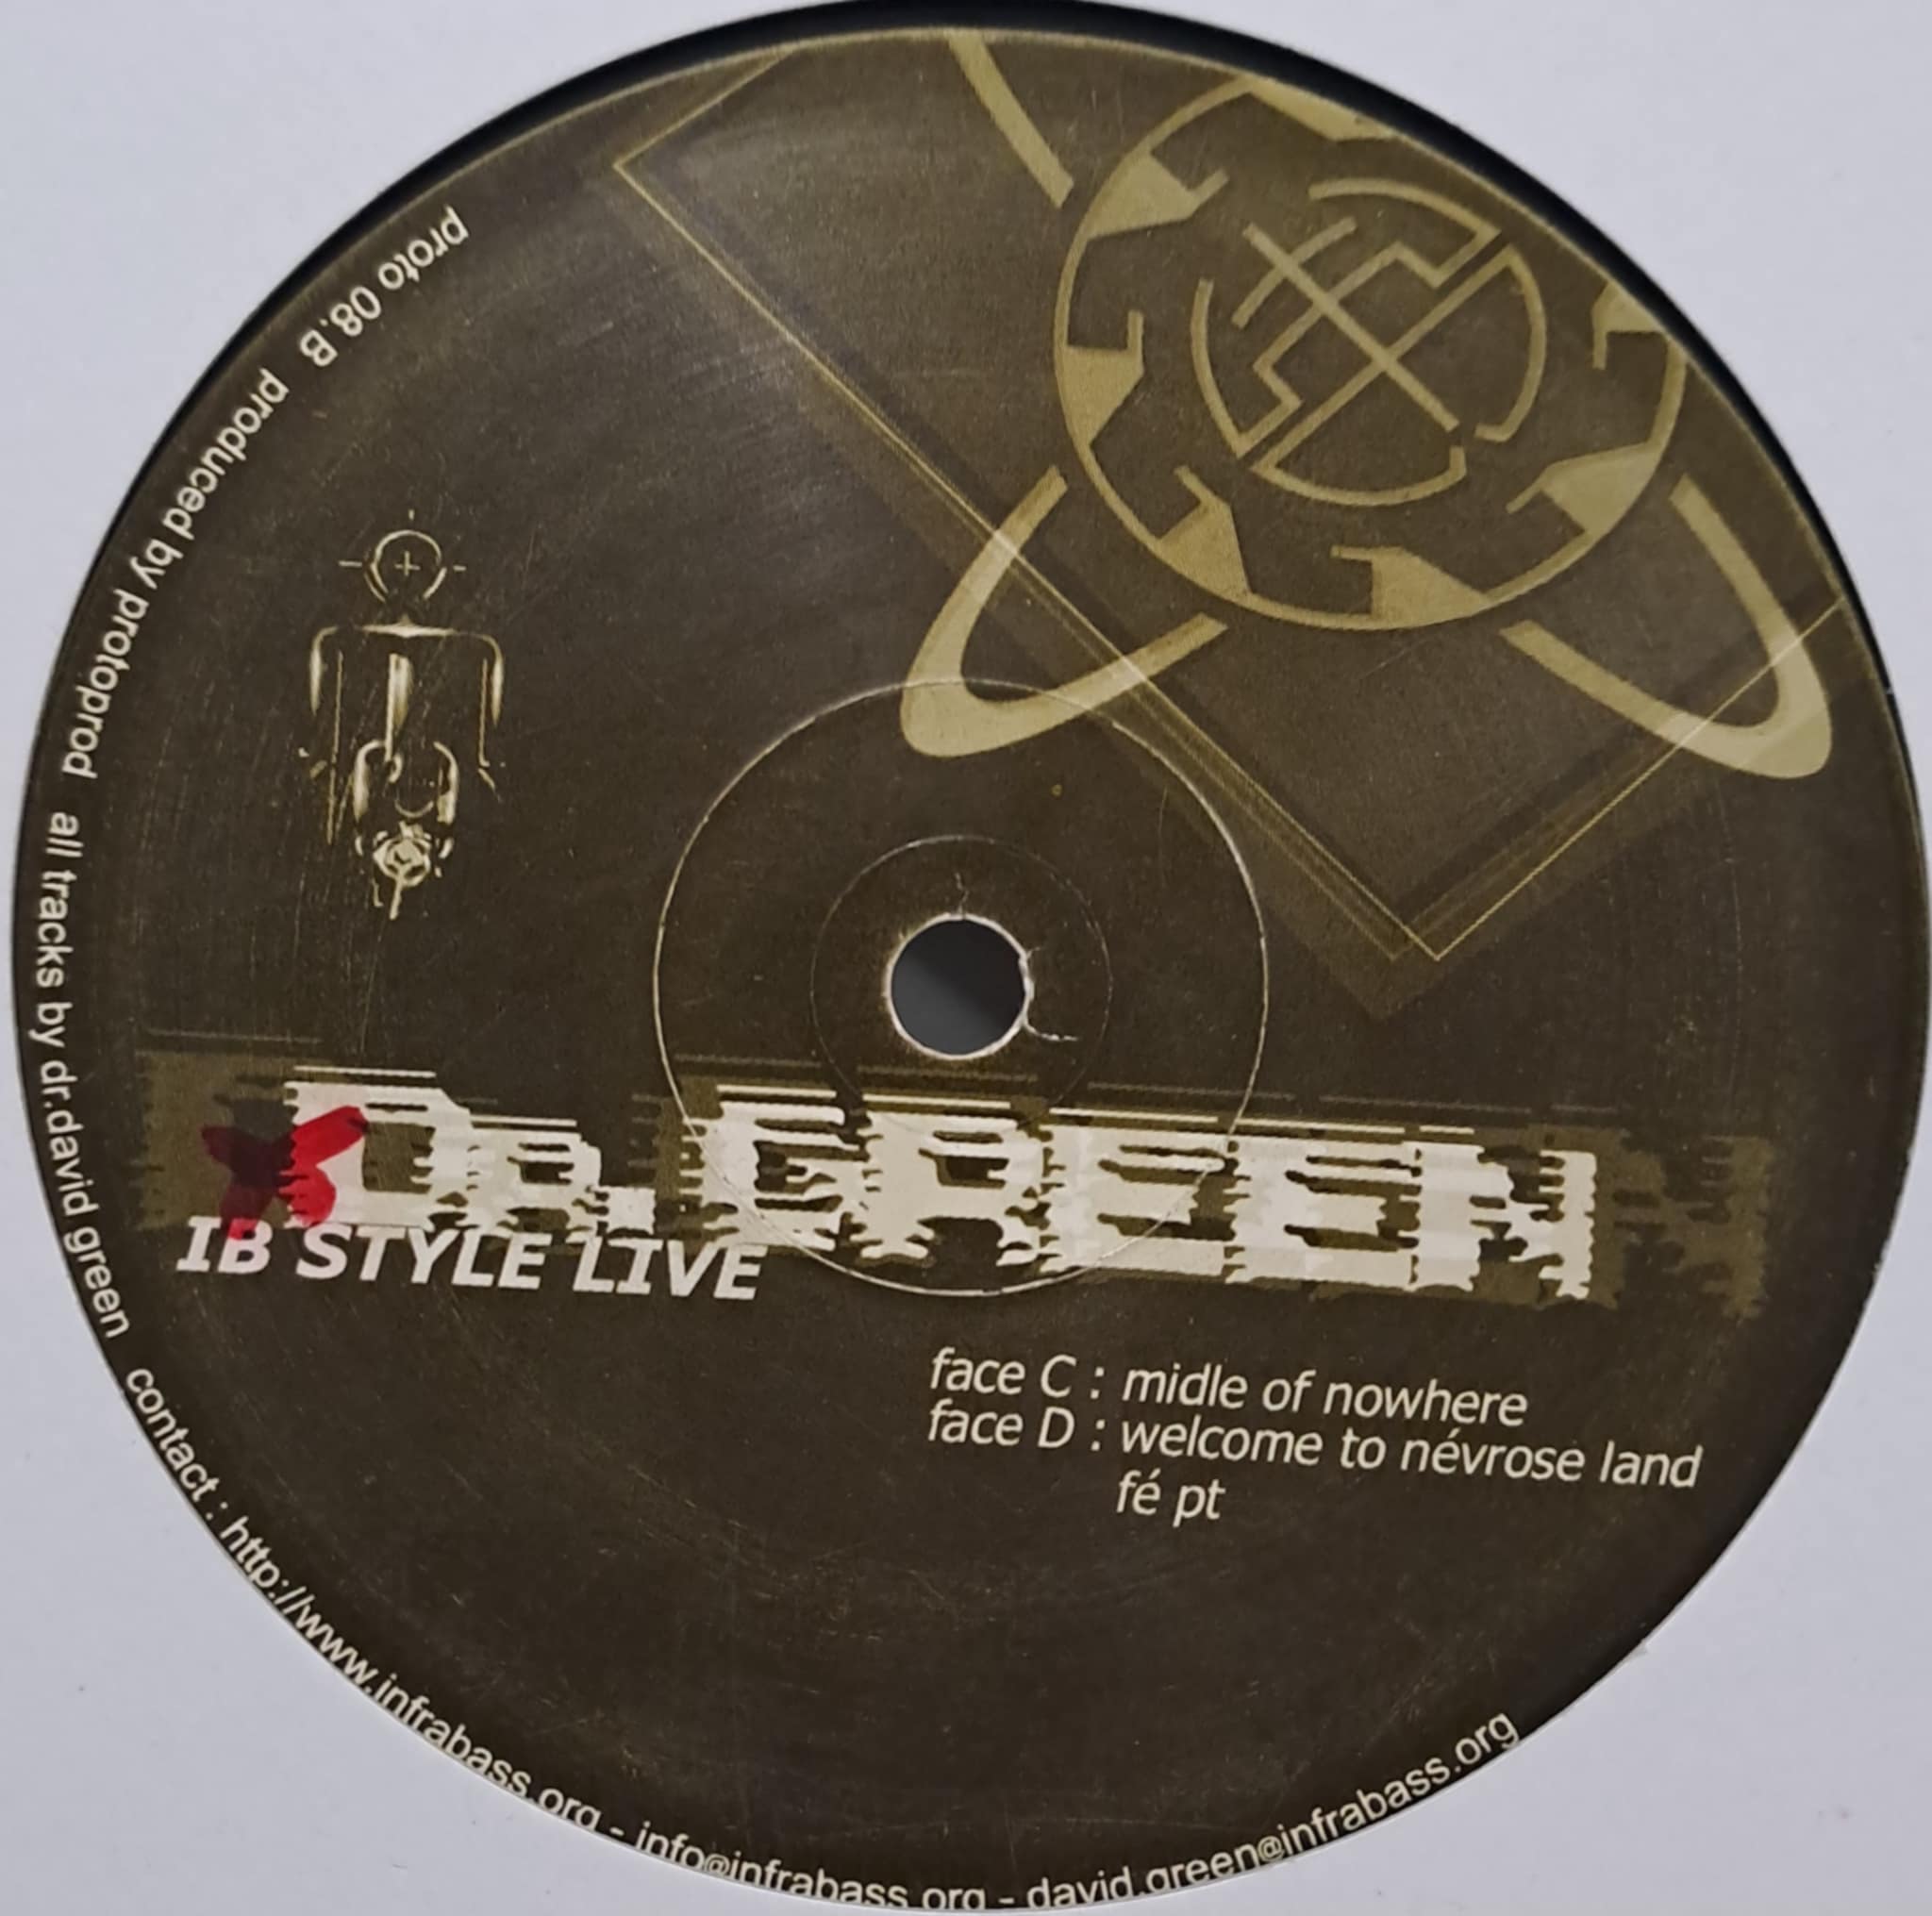 proto 08.B   produced by protoprod   all tracks by dr.david green   contact : http://www.infrabass.org - info@infrabass.org - david.green@infrabass.org
DR. GREEN
IB STYLE LIVE
face C : midle of nowhere
face D : welcome to névrose land
fé pt